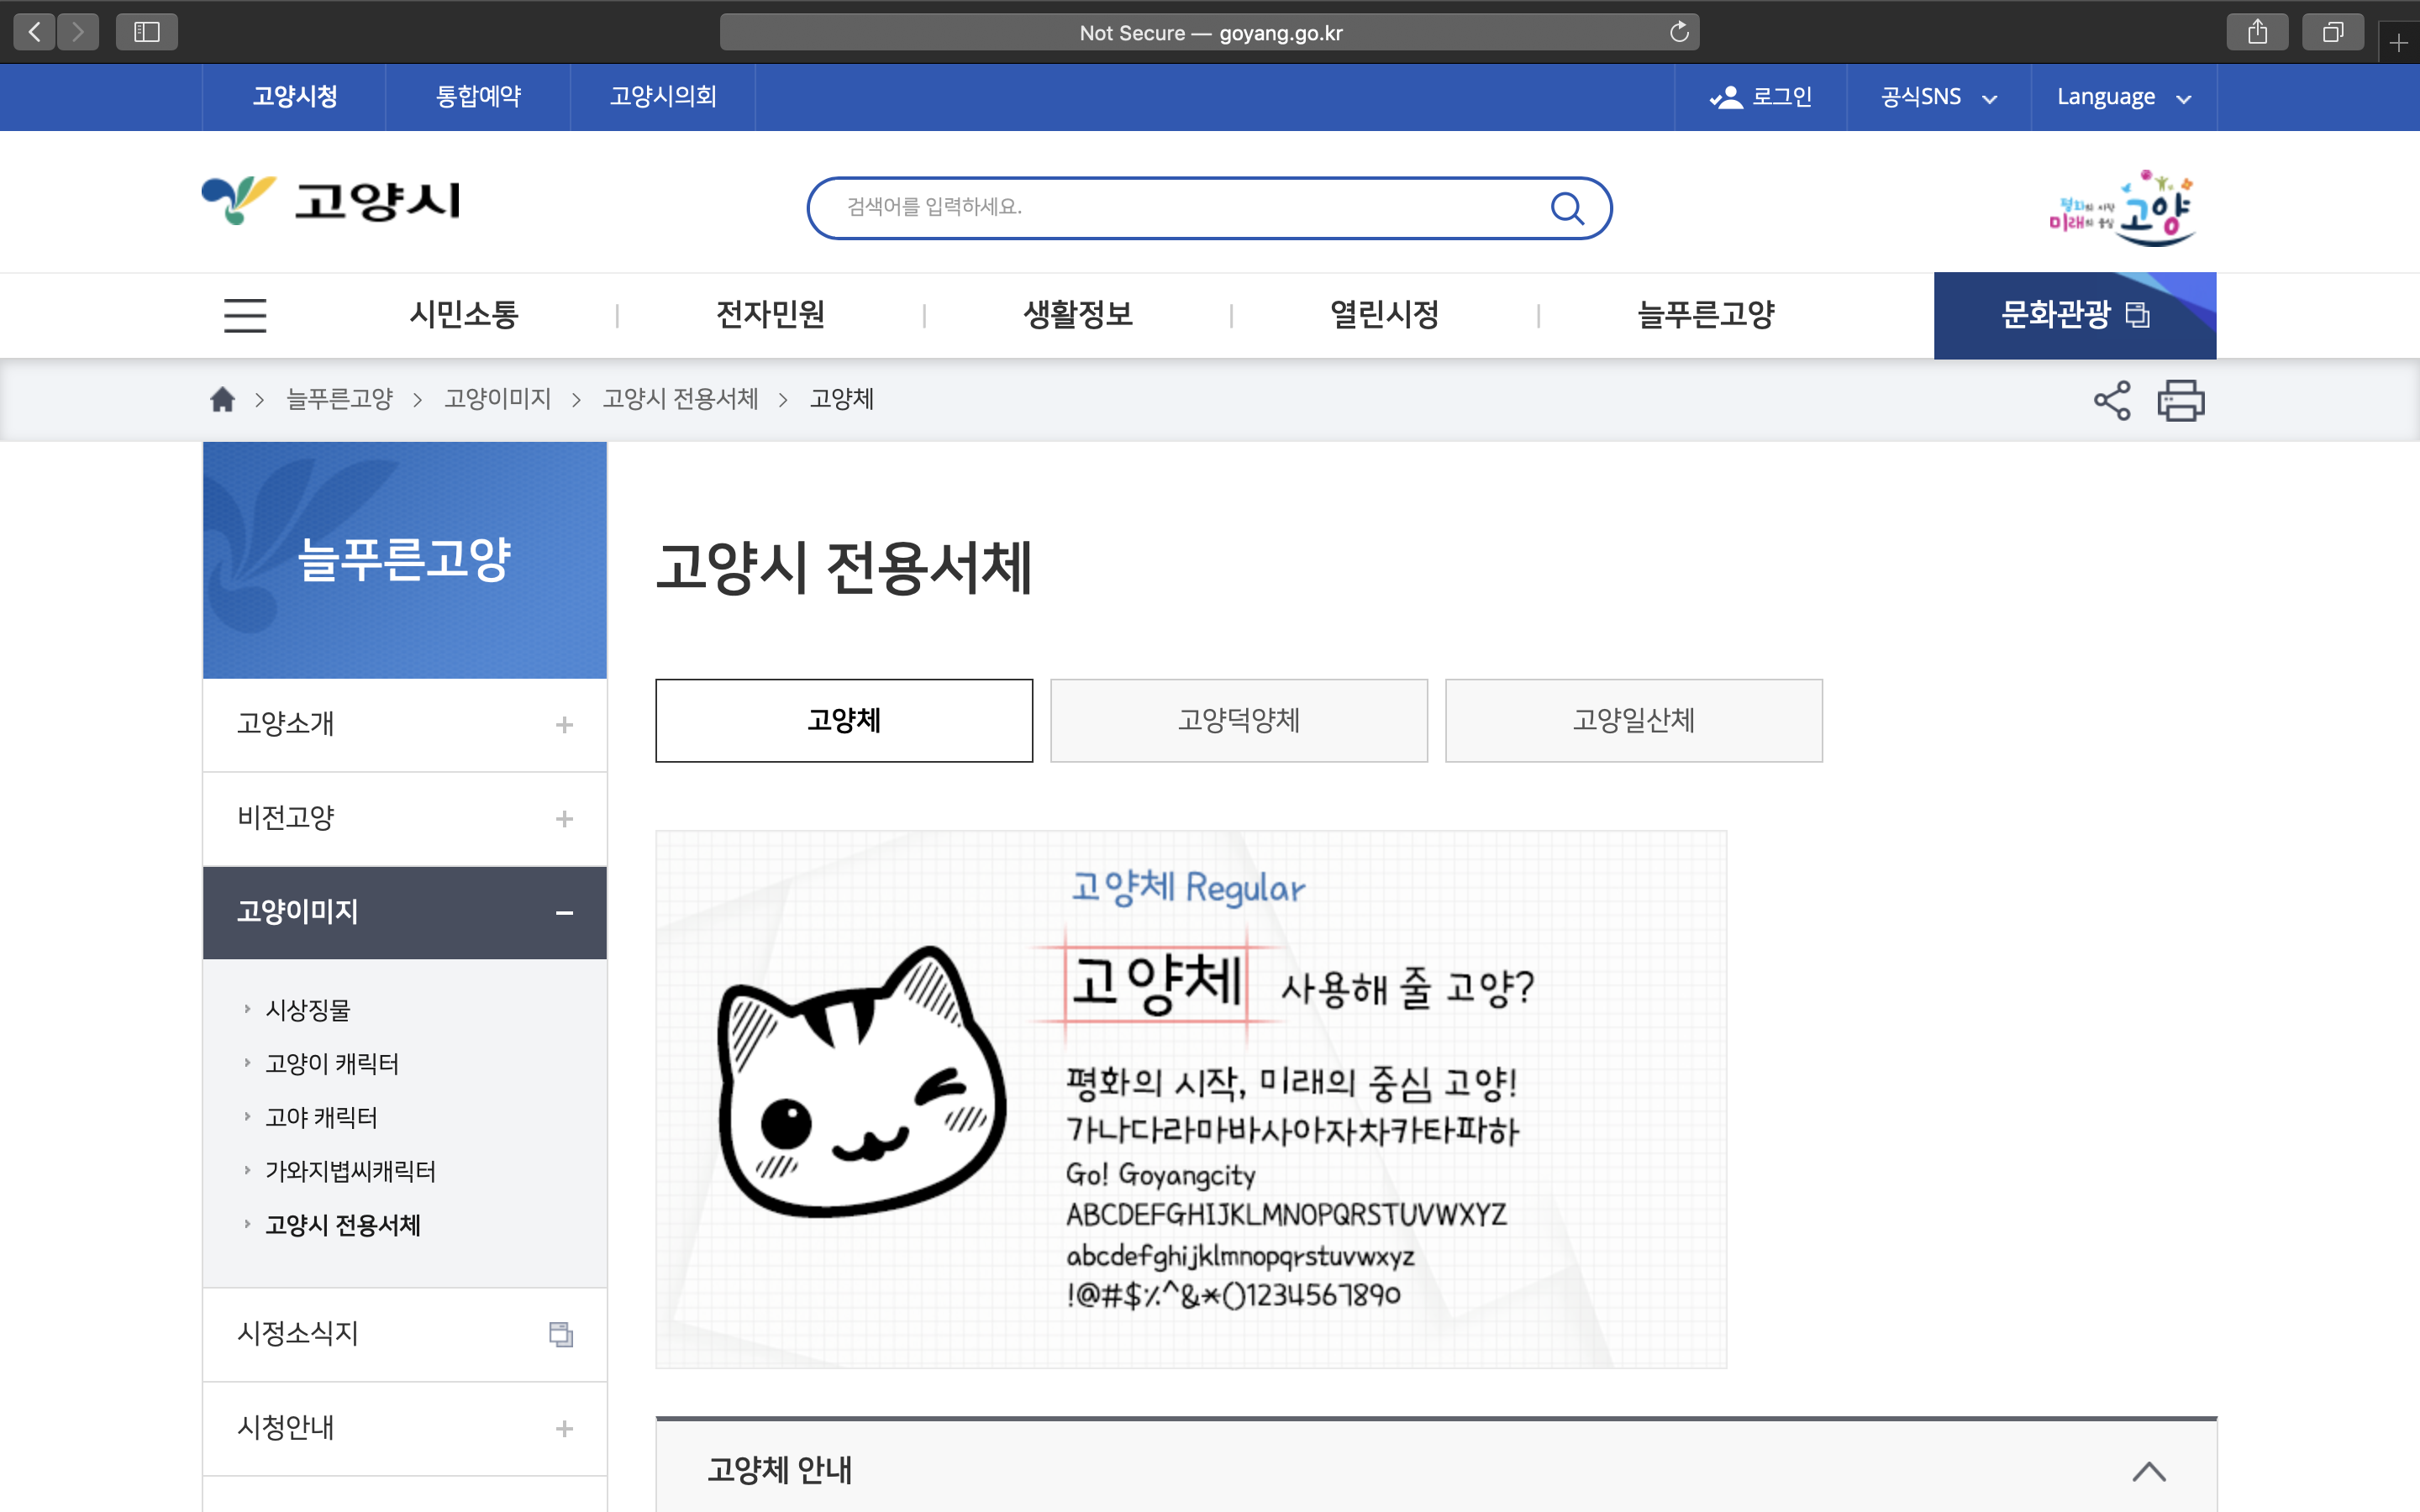 Not Secure — goyang.go.kr
고양시청
통합예약
고양시의회
로그인
공식SNS
Language
고양시
검색어를 입력하세요.
평화의 시작
미래의 중심
고양
시민소통
전자민원
생활정보
열린시정
늘푸른고양
문화관광
늘푸른고양 > 고양이미지 > 고양시 전용서체 > 고양체
늘푸른고양
고양소개
비전고양
고양이미지
시상징물
고양이 캐릭터
고야 캐릭터
가와지볍씨캐릭터
고양시 전용서체
시정소식지
시청안내
고양시 전용서체
고양체
고양덕양체
고양일산체
고양체 Regular
고양체 사용해 줄 고양?
평화의 시작, 미래의 중심 고양!
가나다라마바사아자차카타파하
Go! Goyangcity
ABCDEFGHIJKLMNOPQRSTUVWXYZ
abcdefghijklmnopqrstuvwxyz
!@#$%^&*()1234567890
고양체 안내